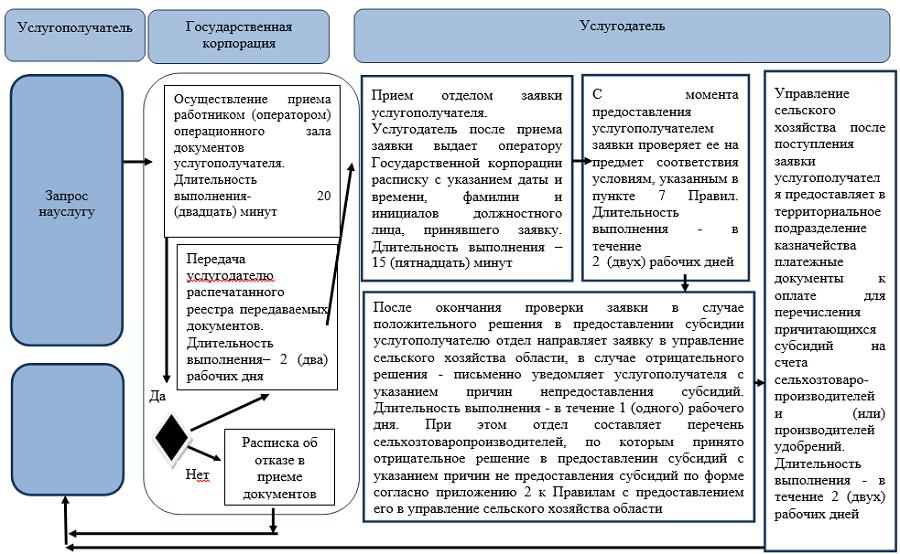 Услугополучатель
Государственная
корпорация
Услугодатель
Запрос
науслугу
Осуществление приема
работником (оператором)
операционного зала
документов
услугополучателя.
Длительность
выполнения- 20
(двадцать) минут
Передача
услугодателю
распечатанного
реестра передаваемых
документов.
Длительность
выполнения– 2 (два)
рабочих дня
Да
Нет
Расписка об
отказе в
приеме
документов
Прием отделом заявки
услугополучателя.
Услугодатель после приема
заявки выдает оператору
Государственной корпорации
расписку с указанием даты и
времени, фамилии и
инициалов должностного
лица, принявшего заявку.
Длительность выполнения –
15 (пятнадцать) минут
С момента
предоставления
услугополучателем
заявки проверяет ее на
предмет соответствия
условиям, указанным в
пункте 7 Правил.
Длительность
выполнения - в
течение
2 (двух) рабочих дней
После окончания проверки заявки в случае
положительного решения в предоставлении субсидии
услугополучателю отдел направляет заявку в управление
сельского хозяйства области, в случае отрицательного
решения - письменно уведомляет услугополучателя с
указанием причин непредоставления субсидий.
Длительность выполнения - в течение 1 (одного) рабочего
дня. При этом отдел составляет перечень
сельхозтоваропроизводителей, по которым принято
отрицательное решение в предоставлении субсидий с
указанием причин не предоставления субсидий по форме
согласно приложению 2 к Правилам с предоставлением
его в управление сельского хозяйства области
Управление
сельского
хозяйства после
поступления
заявки
услугополучател
я предоставляет в
территориальное
подразделение
казначейства
платежные
документы к
оплате для
перечисления
причитающихся
субсидий на
счета
сельхозтоваро-
производителей
и (или)
производителей
удобрений.
Длительность
выполнения - в
течение 2 (двух)
рабочих дней